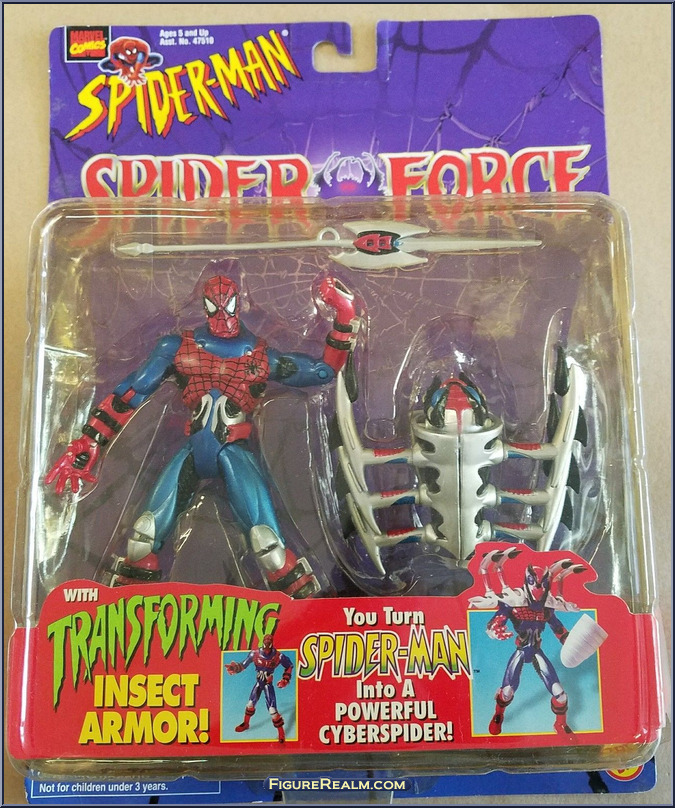 MARVEL
COMICS
Ages 5 and Up
Asst. No. 47510
SPIDER-MAN®
SPIDER FORCE
WITH
TRANSFORMING
INSECT
ARMOR!
You Turn
SPIDER-MAN™
Into A
POWERFUL
CYBERSPIDER!
Not for children under 3 years.
FIGUREREALM.COM